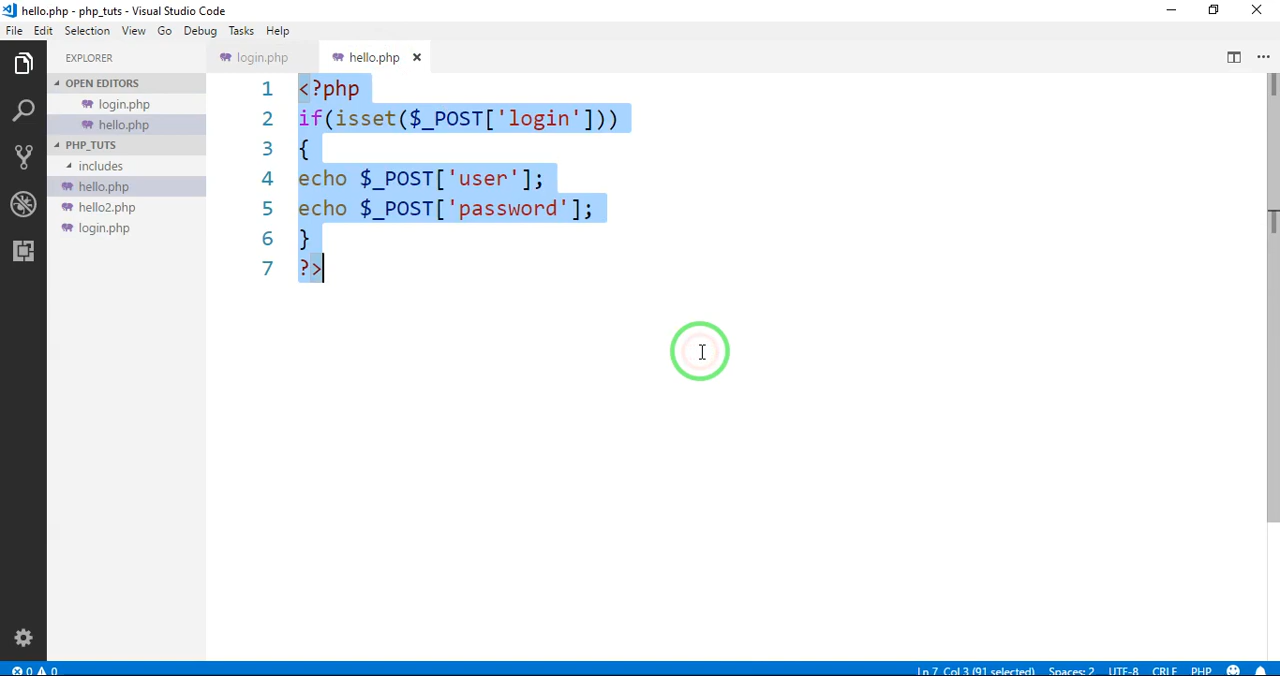 hello.php - php_tuts - Visual Studio Code
File Edit Selection View Go Debug Tasks Help
EXPLORER
login.php hello.php
OPEN EDITORS
login.php
hello.php
PHP_TUTS
includes
hello.php
hello2.php
login.php
1 <?php
2 if(isset($_POST['login']))
3 {
4 echo $_POST['user'];
5 echo $_POST['password'];
6 }
7 ?>
0 0 Ln 7, Col 3 (91 selected) Spaces: 2 UTF-8 CRLF PHP